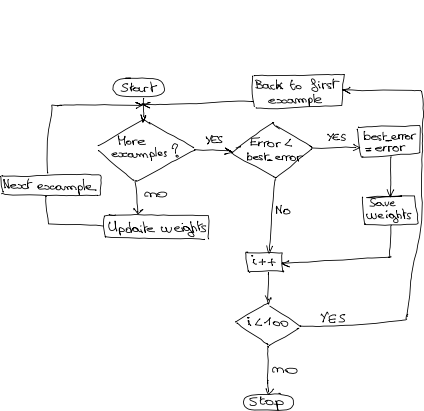 Start
Back to first
example
More
examples?
YES
Error <
best_error
YES
best_error
= error
Next example
no
Update weights
No
Save
weights
i++
i<100
YES
no
Stop